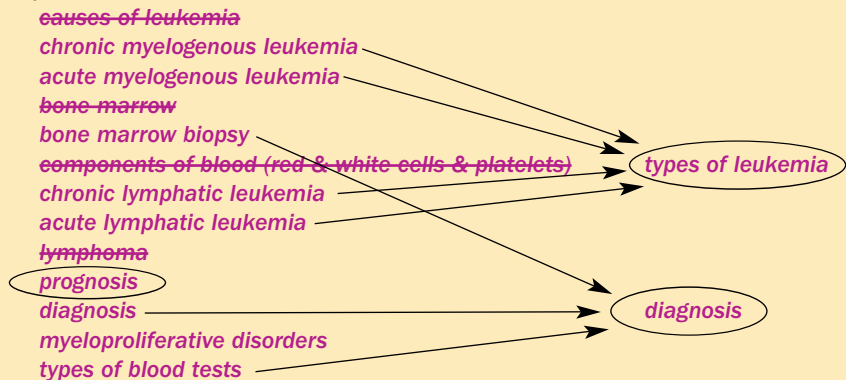 causes of leukemia
chronic myelogenous leukemia
acute myelogenous leukemia
bone marrow
bone marrow biopsy
components of blood (red & white cells & platelets)
types of leukemia
chronic lymphatic leukemia
acute lymphatic leukemia
lymphoma
prognosis
diagnosis
diagnosis
myeloproliferative disorders
types of blood tests